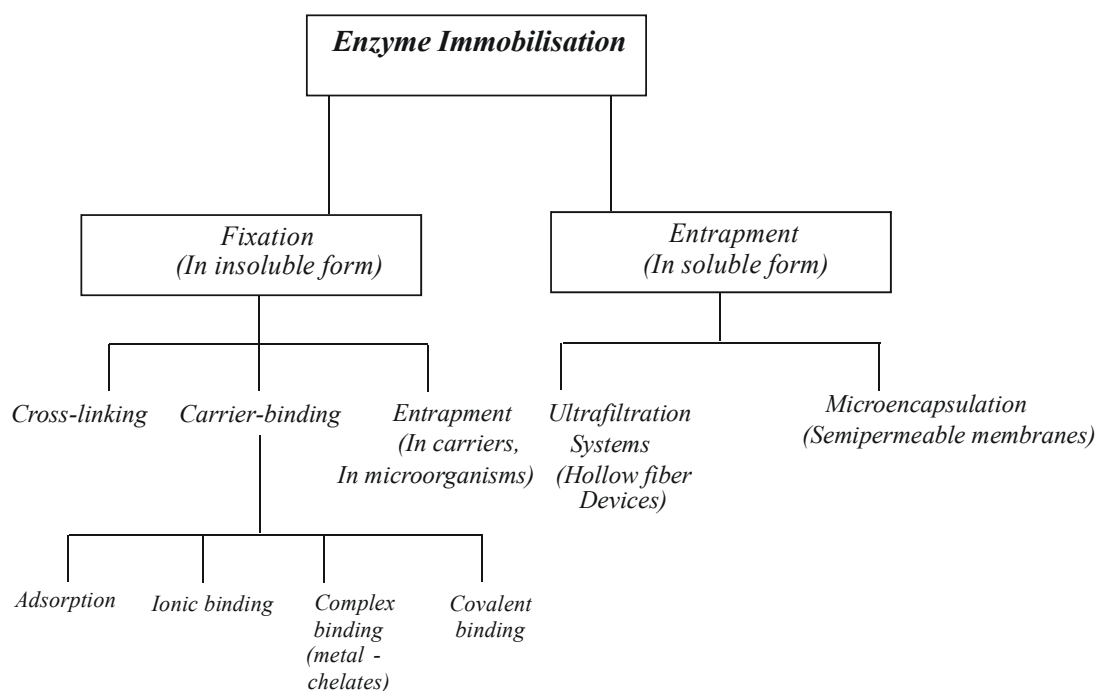 Enzyme Immobilisation
Fixation
(In insoluble form)
Entrapment
(In soluble form)
Cross-linking
Carrier-binding
Entrapment
(In carriers,
In microorganisms)
Ultrafiltration
Systems
(Hollow fiber
Devices)
Microencapsulation
(Semipermeable membranes)
Adsorption
Ionic binding
Complex
binding
(metal -
chelates)
Covalent
binding